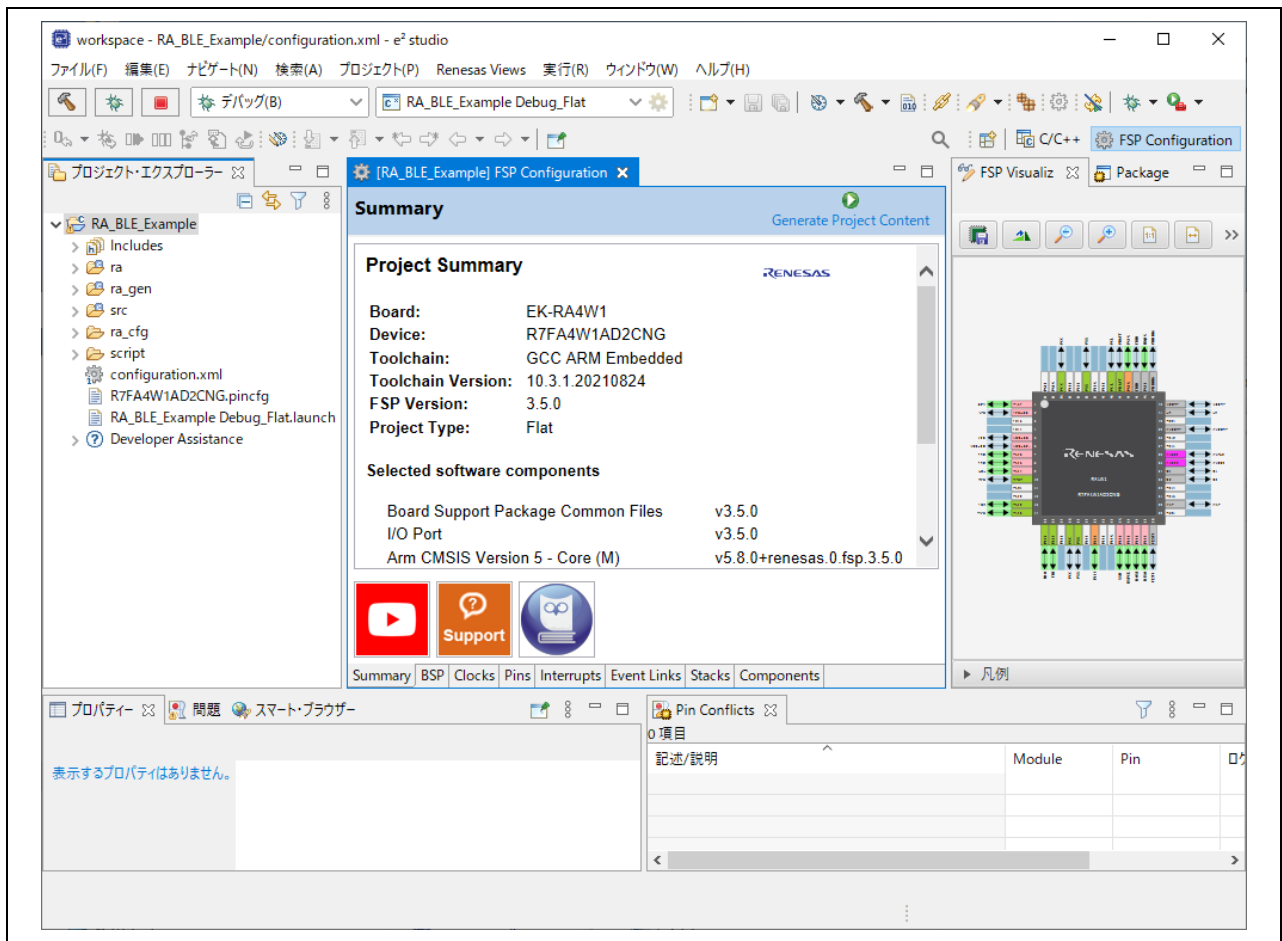 workspace - RA_BLE_Example/configuration.xml - e² studio
ファイル(F) 編集(E) ナビゲート(N) 検索(A) プロジェクト(P) Renesas Views 実行(R) ウィンドウ(W) ヘルプ(H)
デバッグ(B) RA_BLE_Example Debug_Flat
C/C++ FSP Configuration
プロジェクト・エクスプローラー
RA_BLE_Example
Includes
ra
ra_gen
src
ra_cfg
script
configuration.xml
R7FA4W1AD2CNG.pincfg
RA_BLE_Example Debug_Flat.launch
Developer Assistance
[RA_BLE_Example] FSP Configuration
Summary
Generate Project Content
Project Summary
RENESAS
Board: EK-RA4W1
Device: R7FA4W1AD2CNG
Toolchain: GCC ARM Embedded
Toolchain Version: 10.3.1.20210824
FSP Version: 3.5.0
Project Type: Flat
Selected software components
Board Support Package Common Files v3.5.0
I/O Port v3.5.0
Arm CMSIS Version 5 - Core (M) v5.8.0+renesas.0.fsp.3.5.0
Support
Summary BSP Clocks Pins Interrupts Event Links Stacks Components
FSP Visualiz Package
RENESAS
凡例
プロパティー 問題 スマート・ブラウザー
表示するプロパティはありません。
Pin Conflicts
0 項目
記述/説明 Module Pin